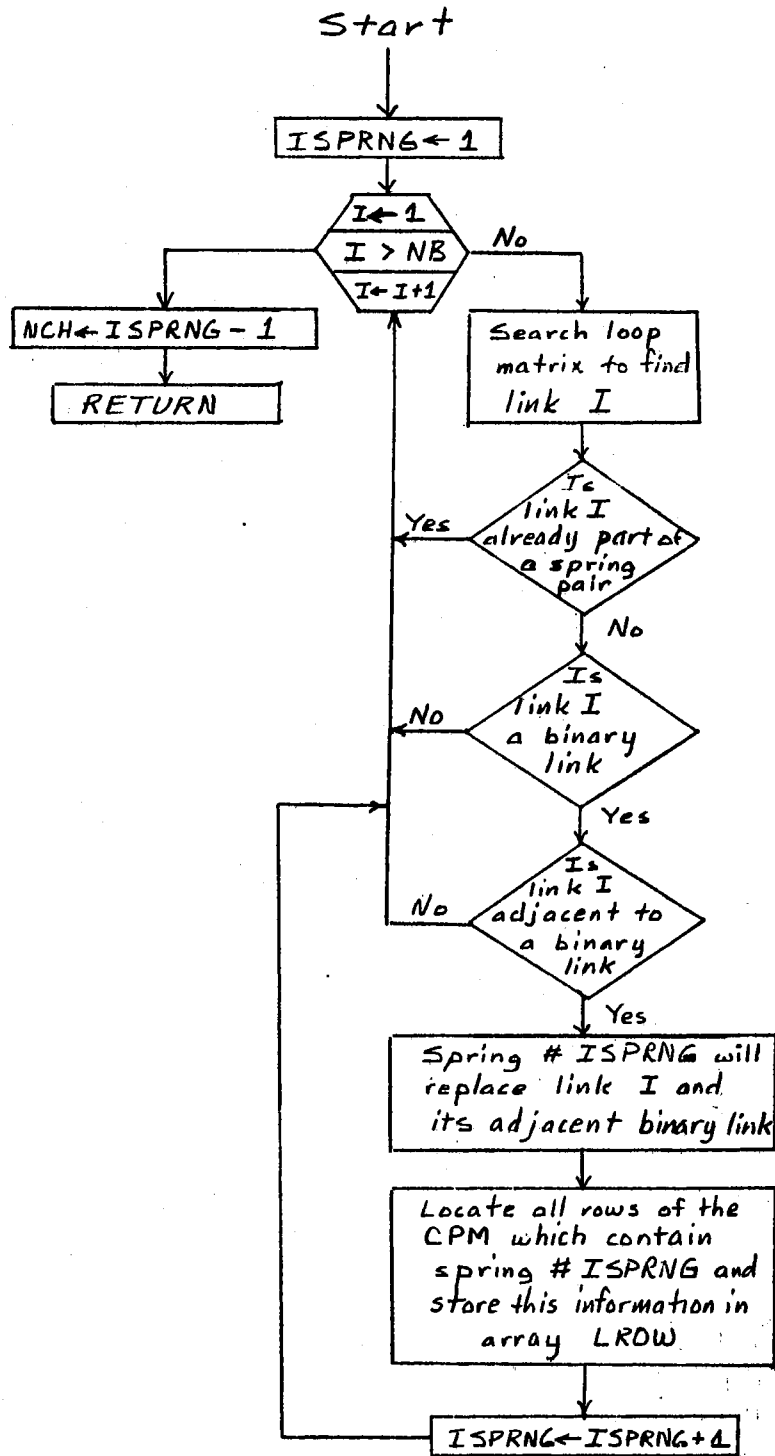 Start
ISPRNG ← 1
I ← 1
I > NB
I ← I+1
No
NCH ← ISPRNG - 1
RETURN
Search loop
matrix to find
link I
Is
link I
already part of
a spring
pair
Yes
No
Is
link I
a binary
link
No
Yes
Is
link I
adjacent to
a binary
link
No
Yes
Spring # ISPRNG will
replace link I and
its adjacent binary link
Locate all rows of the
CPM which contain
spring # ISPRNG and
store this information in
array LROW
ISPRNG ← ISPRNG + 1